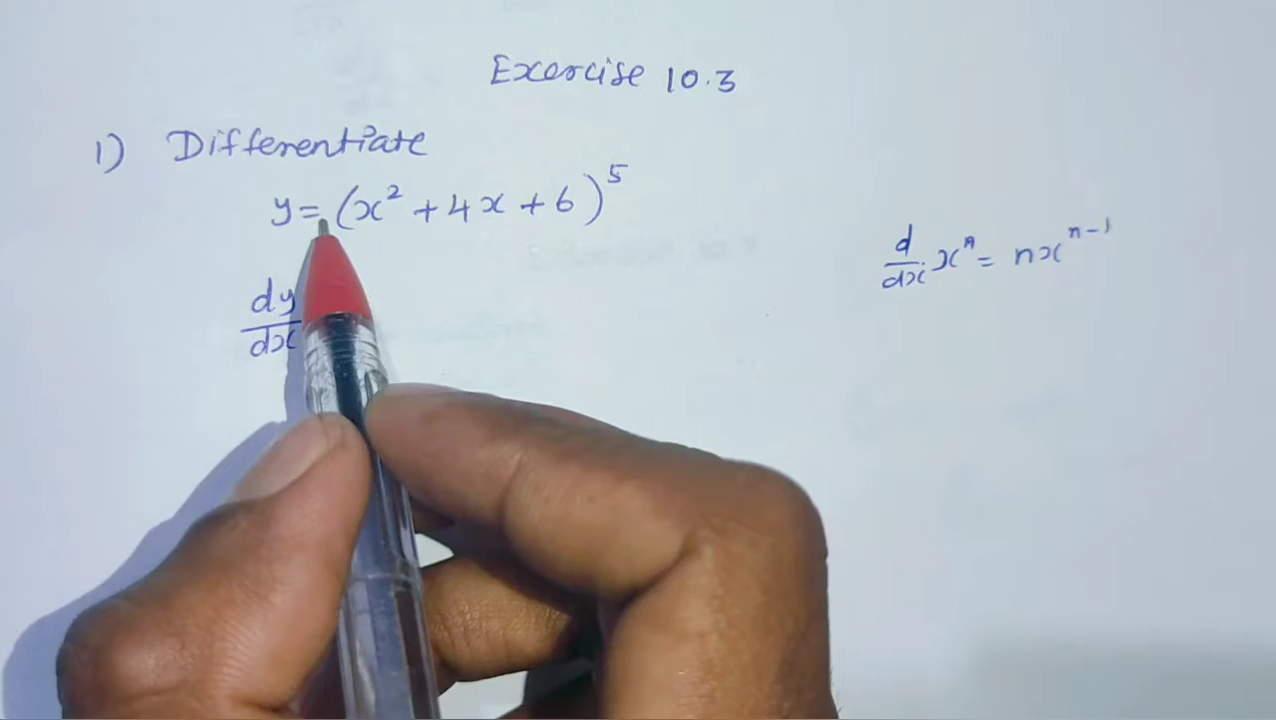 Exercise 10.3
1) Differentiate
y = (x² + 4x + 6)⁵
d/dx xⁿ = nxⁿ⁻¹
dy/dx